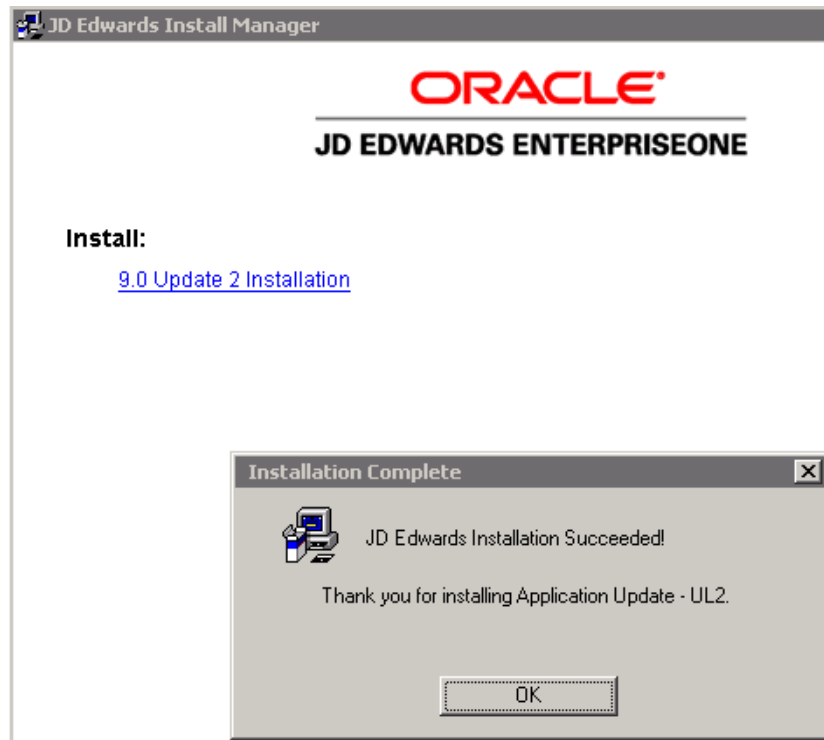 JD Edwards Install Manager
ORACLE
JD EDWARDS ENTERPRISEONE
Install:
9.0 Update 2 Installation
Installation Complete
JD Edwards Installation Succeeded!
Thank you for installing Application Update - UL2.
OK